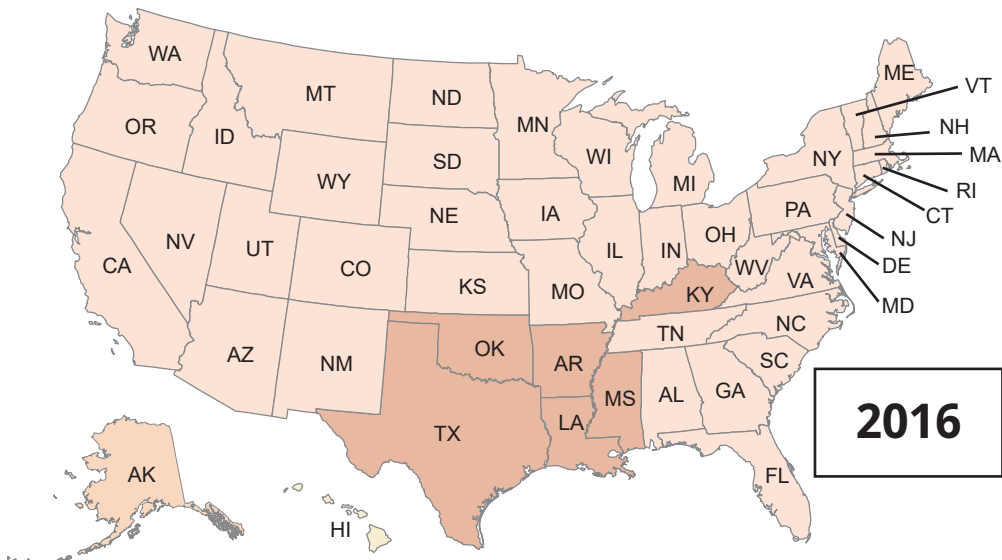 WA
MT
ND
MN
ME
VT
OR
ID
WY
SD
WI
MI
NY
NH
MA
RI
CT
NE
IA
PA
NJ
NV
UT
CO
IL
IN
OH
DE
CA
KS
MO
WV
VA
MD
KY
AZ
NM
OK
AR
TN
NC
SC
TX
LA
MS
AL
GA
2016
AK
HI
FL